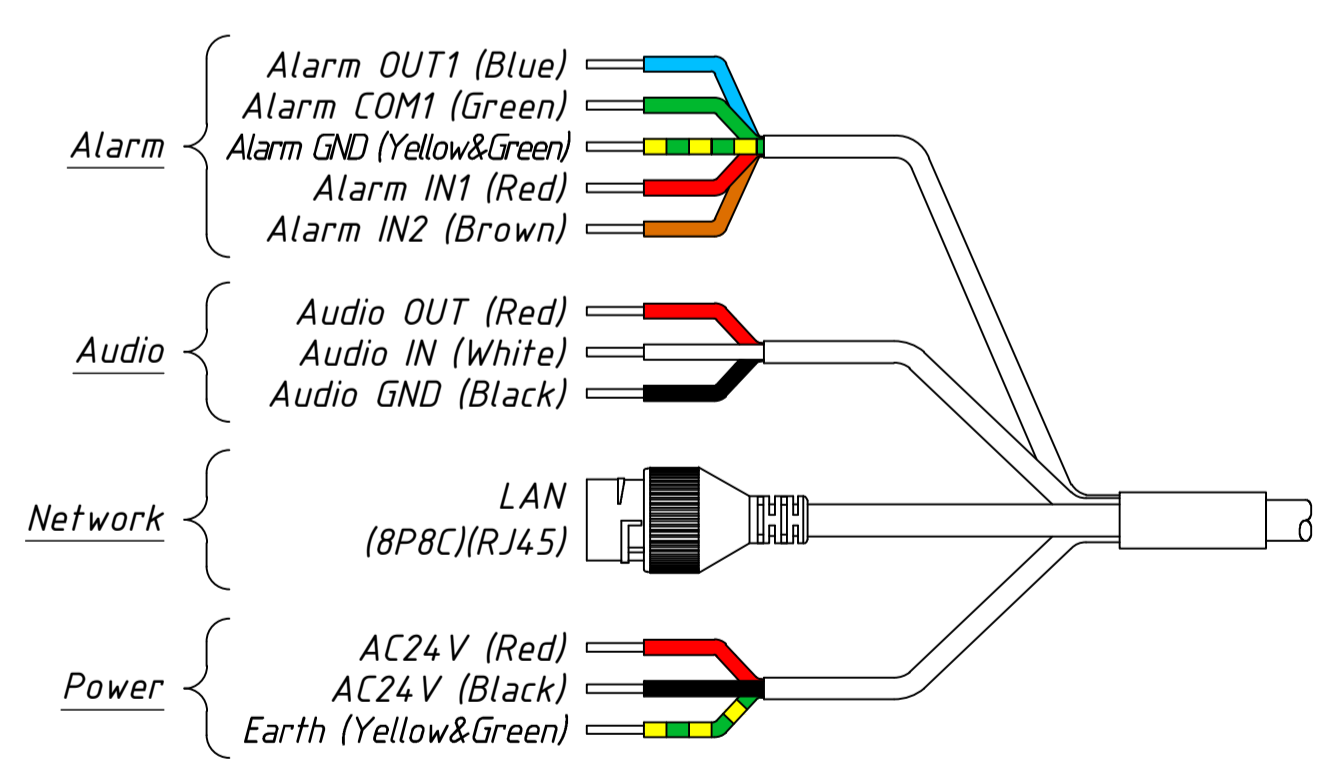 Alarm
Alarm OUT1 (Blue)
Alarm COM1 (Green)
Alarm GND (Yellow&Green)
Alarm IN1 (Red)
Alarm IN2 (Brown)
Audio
Audio OUT (Red)
Audio IN (White)
Audio GND (Black)
Network
LAN
(8P8C)(RJ45)
Power
AC24V (Red)
AC24V (Black)
Earth (Yellow&Green)